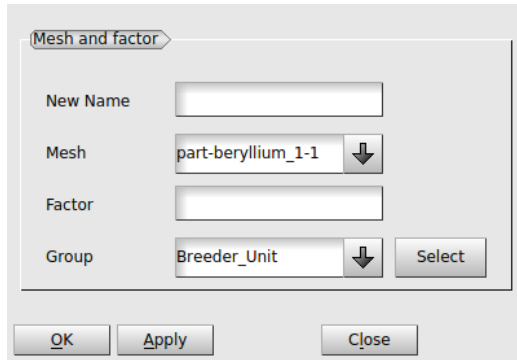 Mesh and factor
New Name
Mesh part-beryllium_1-1
Factor
Group Breeder_Unit Select
OK Apply Close